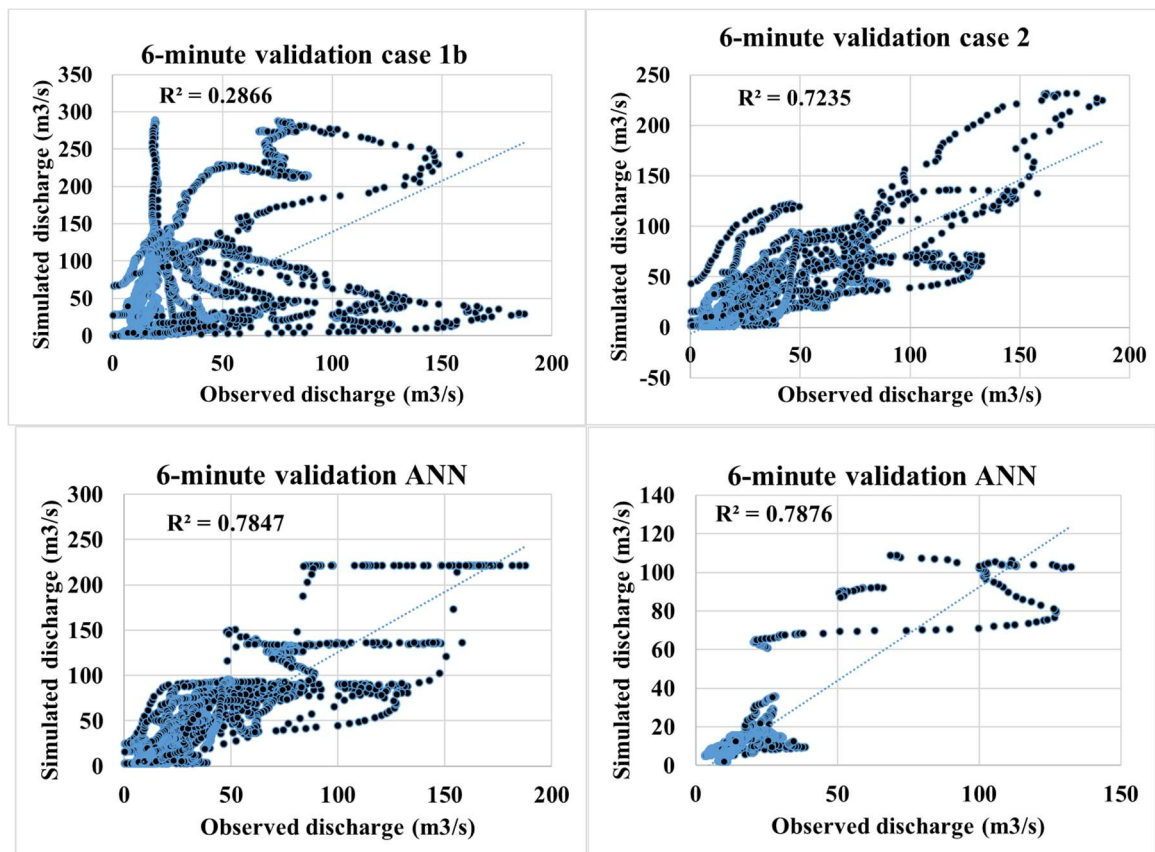 6-minute validation case 1b
R² = 0.2866
350
300
250
200
150
100
50
0
0 50 100 150 200
Simulated discharge (m3/s)
Observed discharge (m3/s)
6-minute validation case 2
R² = 0.7235
250
200
150
100
50
0
-50
0 50 100 150 200
Simulated discharge (m3/s)
Observed discharge (m3/s)
6-minute validation ANN
R² = 0.7847
300
250
200
150
100
50
0
0 50 100 150 200
Simulated discharge (m3/s)
Observed discharge (m3/s)
6-minute validation ANN
R² = 0.7876
140
120
100
80
60
40
20
0
0 50 100 150
Simulated discharge (m3/s)
Observed discharge (m3/s)